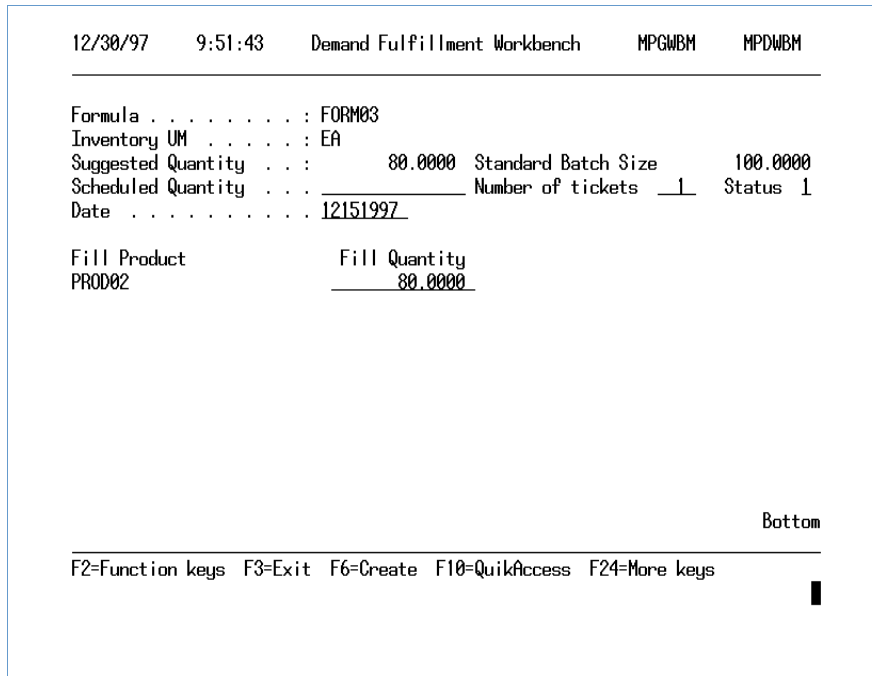 12/30/97 9:51:43 Demand Fulfillment Workbench MPGWBM MPDWBM
Formula . . . . . . . . : FORM03
Inventory UM . . . . . : EA
Suggested Quantity . . : 80.0000 Standard Batch Size 100.0000
Scheduled Quantity . . . Number of tickets 1 Status 1
Date . . . . . . . . . . 12151997
Fill Product Fill Quantity
PROD02 80.0000
Bottom
F2=Function keys F3=Exit F6=Create F10=QuikAccess F24=More keys